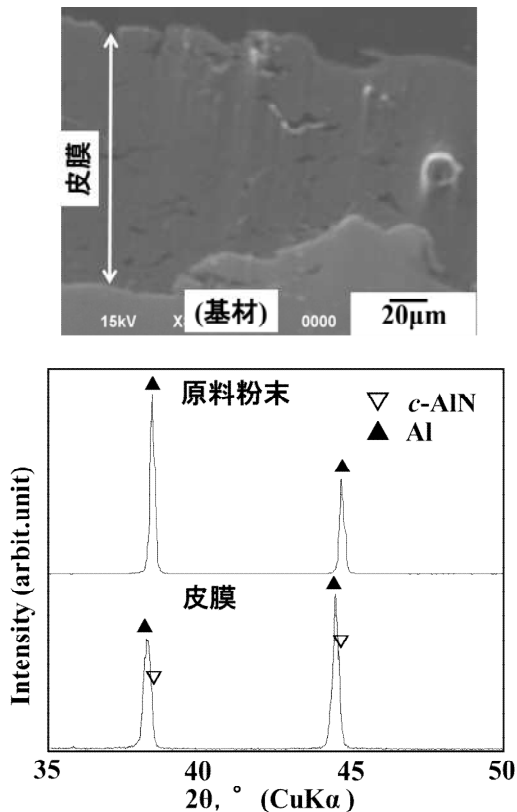 皮膜
15kV X (基材) 0000 20μm
原料粉末
▽ c-AlN
▲ Al
皮膜
Intensity (arbit.unit)
35 40 45 50
2θ, ° (CuKα)